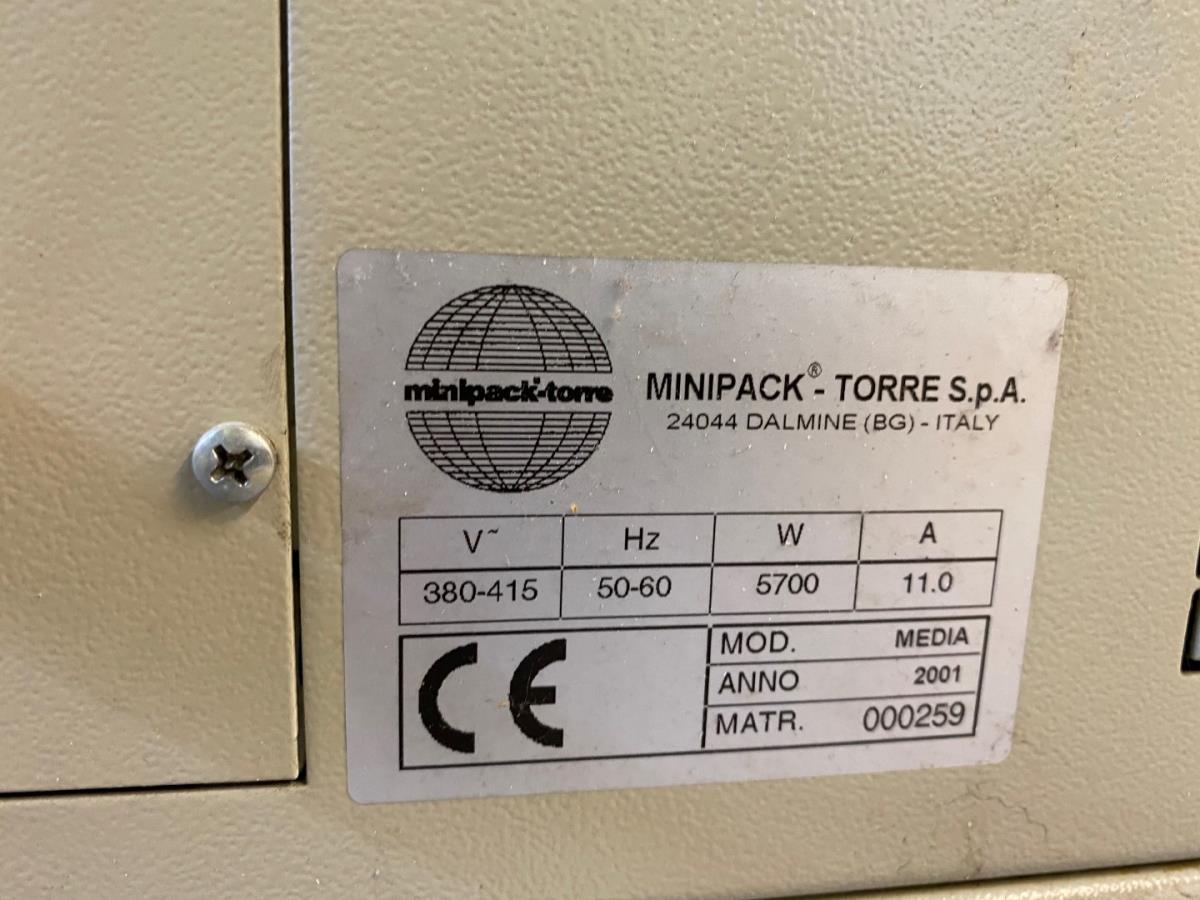 minipack®-torre
MINIPACK® - TORRE S.p.A.
24044 DALMINE (BG) - ITALY
V~ Hz W A
380-415 50-60 5700 11.0
CE
MOD. MEDIA
ANNO 2001
MATR. 000259